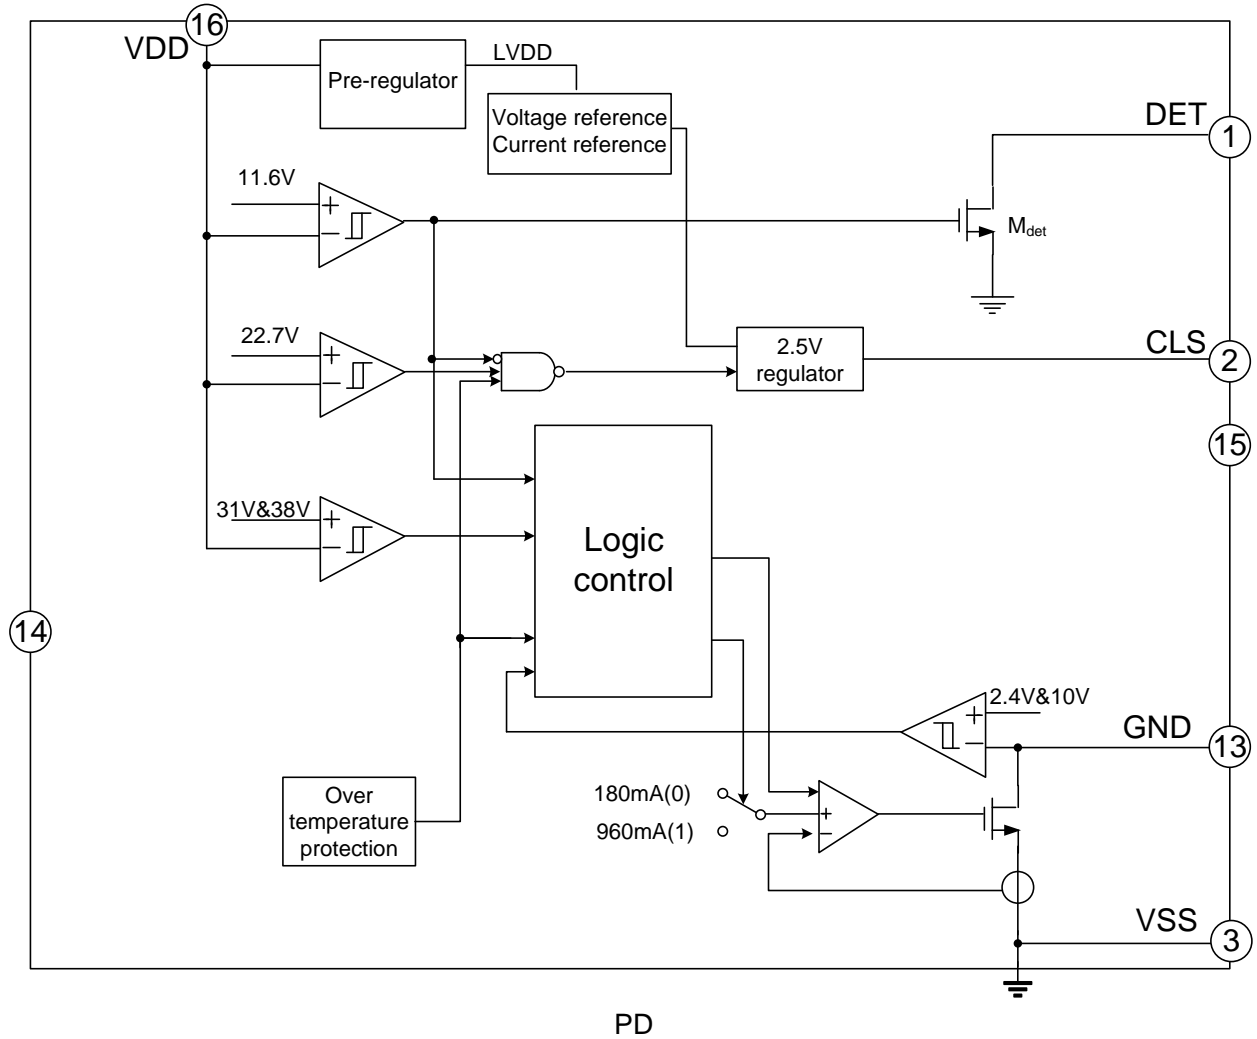 16
VDD
LVDD
Pre-regulator
Voltage reference
Current reference
DET
1
11.6V
+
−
Mdet
22.7V
+
−
2.5V
regulator
CLS
2
15
31V&38V
+
−
Logic
control
14
2.4V&10V
+
−
GND
13
Over
temperature
protection
180mA(0)
960mA(1)
+
−
VSS
3
PD